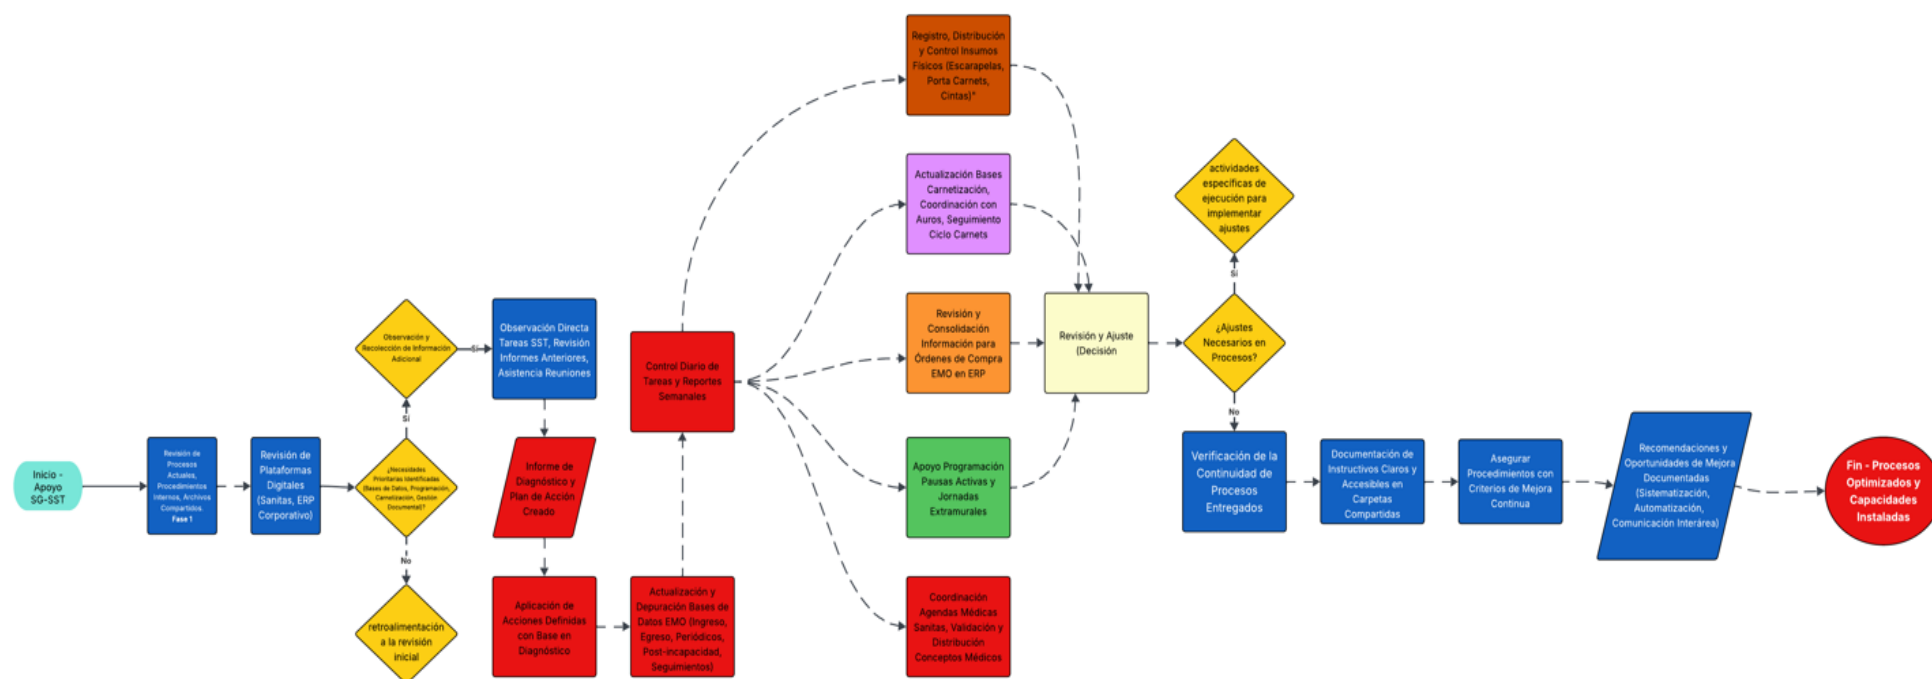 Inicio -
Apoyo
SG-SST
Revisión de
Procesos
Actuales,
Procedimientos
Internos, Archivos
Compartidos.
Fase 1
Revisión de
Plataformas
Digitales
(Sanitas, ERP
Corporativo)
¿Necesidades
Prioritarias Identificadas
(Bases de Datos, Programación,
Carnetización, Gestión
Documental)?
Sí
Observación y
Recolección de Información
Adicional
Sí
No
retroalimentación
a la revisión
inicial
Observación Directa
Tareas SST, Revisión
Informes Anteriores,
Asistencia Reuniones
Informe de
Diagnóstico y
Plan de Acción
Creado
Aplicación de
Acciones Definidas
con Base en
Diagnóstico
Actualización y
Depuración Bases de
Datos EMO (Ingreso,
Egreso, Periódicos,
Post-incapacidad,
Seguimientos)
Control Diario de
Tareas y Reportes
Semanales
Registro, Distribución
y Control Insumos
Físicos (Escarapelas,
Porta Carnets,
Cintas)"
Actualización Bases
Carnetización,
Coordinación con
Auros, Seguimiento
Ciclo Carnets
Revisión y
Consolidación
Información para
Órdenes de Compra
EMO en ERP
Apoyo Programación
Pausas Activas y
Jornadas
Extramurales
Coordinación
Agendas Médicas
Sanitas, Validación y
Distribución
Conceptos Médicos
Revisión y Ajuste
(Decisión
¿Ajustes
Necesarios en
Procesos?
Sí
actividades
específicas de
ejecución para
implementar
ajustes
No
Verificación de la
Continuidad de
Procesos
Entregados
Documentación de
Instructivos Claros y
Accesibles en
Carpetas
Compartidas
Asegurar
Procedimientos con
Criterios de Mejora
Continua
Recomendaciones y
Oportunidades de Mejora
Documentadas
(Sistematización,
Automatización,
Comunicación Interárea)
Fin - Procesos
Optimizados y
Capacidades
Instaladas